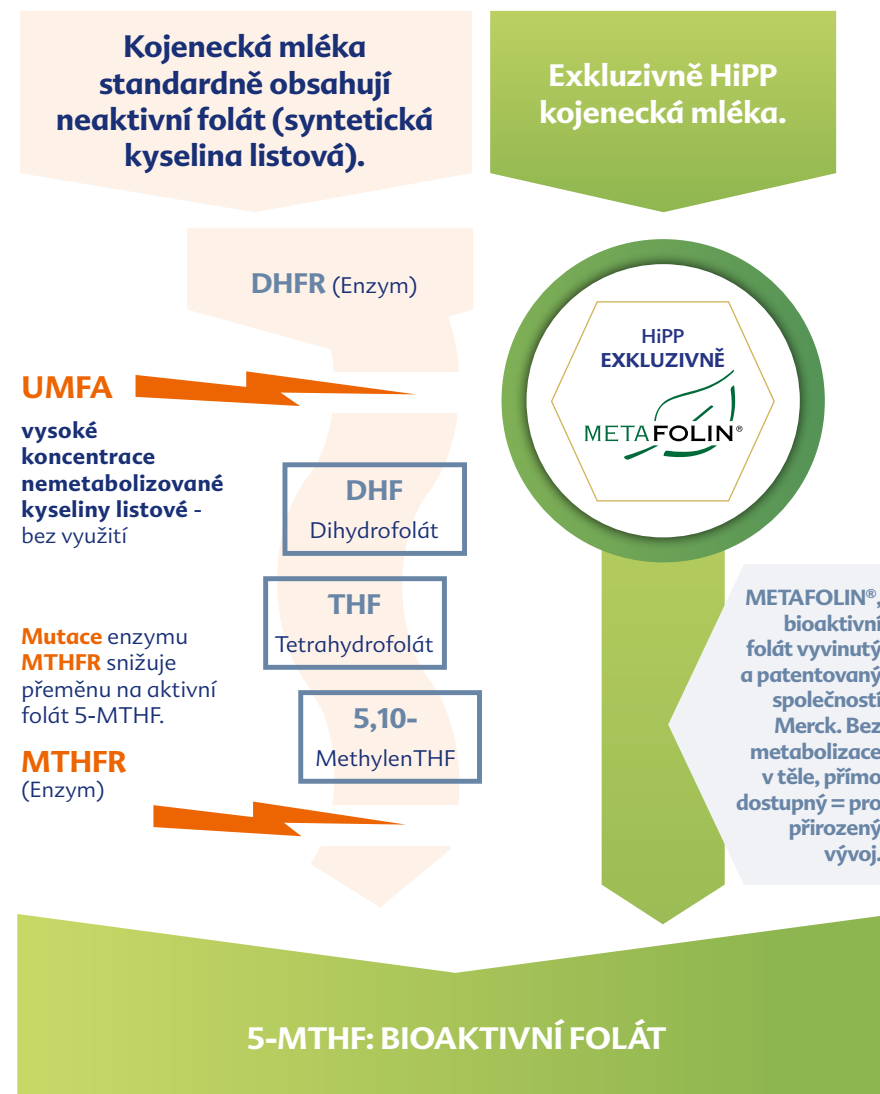 Kojenecká mléka
standardně obsahují
neaktivní folát (syntetická
kyselina listová).
Exkluzivně HiPP
kojenecká mléka.
DHFR (Enzym)
HiPP
EXKLUZIVNĚ
METAFOLIN®
UMFA
vysoké
koncentrace
nemetabolizované
kyseliny listové -
bez využití
DHF
Dihydrofolát
THF
Tetrahydrofolát
Mutace enzymu
MTHFR snižuje
přeměnu na aktivní
folát 5-MTHF.
5,10-
MethylenTHF
MTHFR
(Enzym)
METAFOLIN®,
bioaktivní
folát vyvinutý
a patentovaný
společností
Merck. Bez
metabolizace
v těle, přímo
dostupný = pro
přirozený
vývoj.
5-MTHF: BIOAKTIVNÍ FOLÁT